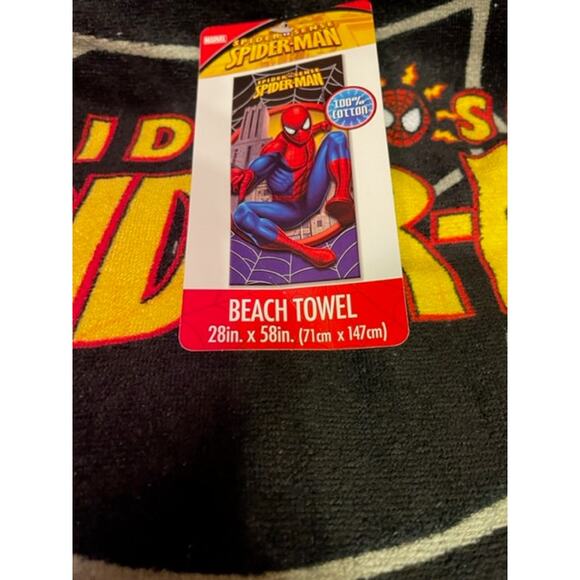 MARVEL
SPIDER SENSE
SPIDER-MAN
SPIDER SENSE
SPIDER-MAN
100%
COTTON
BEACH TOWEL
28in. x 58in. (71cm x 147cm)